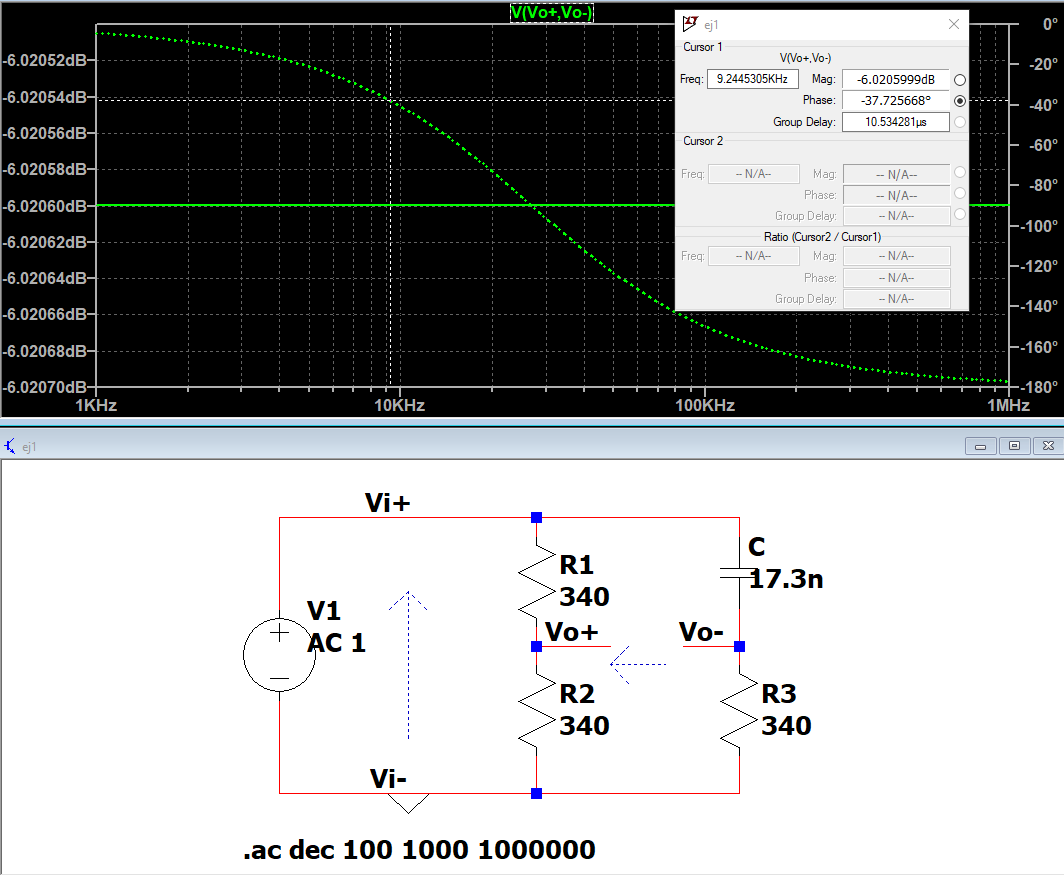 V(Vo+,Vo-)
-6.02052dB
-6.02054dB
-6.02056dB
-6.02058dB
-6.02060dB
-6.02062dB
-6.02064dB
-6.02066dB
-6.02068dB
-6.02070dB
1KHz
10KHz
100KHz
1MHz
0°
-20°
-40°
-60°
-80°
-100°
-120°
-140°
-160°
-180°
ej1
Cursor 1
V(Vo+,Vo-)
Freq: 9.2445305KHz Mag: -6.0205999dB
Phase: -37.725668°
Group Delay: 10.534281µs
Cursor 2
Freq: -- N/A-- Mag: -- N/A--
Phase: -- N/A--
Group Delay: -- N/A--
Ratio (Cursor2 / Cursor1)
Freq: -- N/A-- Mag: -- N/A--
Phase: -- N/A--
Group Delay: -- N/A--
ej1
Vi+
V1
AC 1
R1
340
C
17.3n
Vo+
Vo-
R2
340
R3
340
Vi-
.ac dec 100 1000 1000000